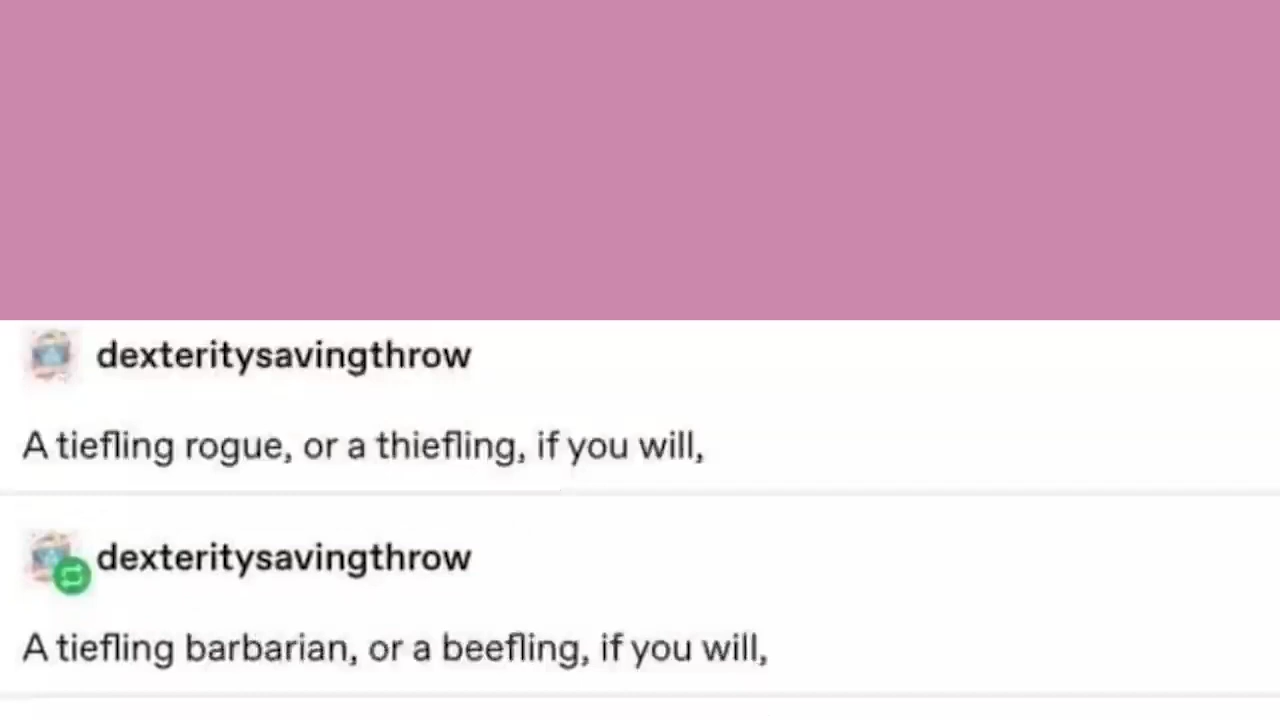 dexteritysavingthrow
A tiefling rogue, or a thiefling, if you will,
dexteritysavingthrow
A tiefling barbarian, or a beefling, if you will,